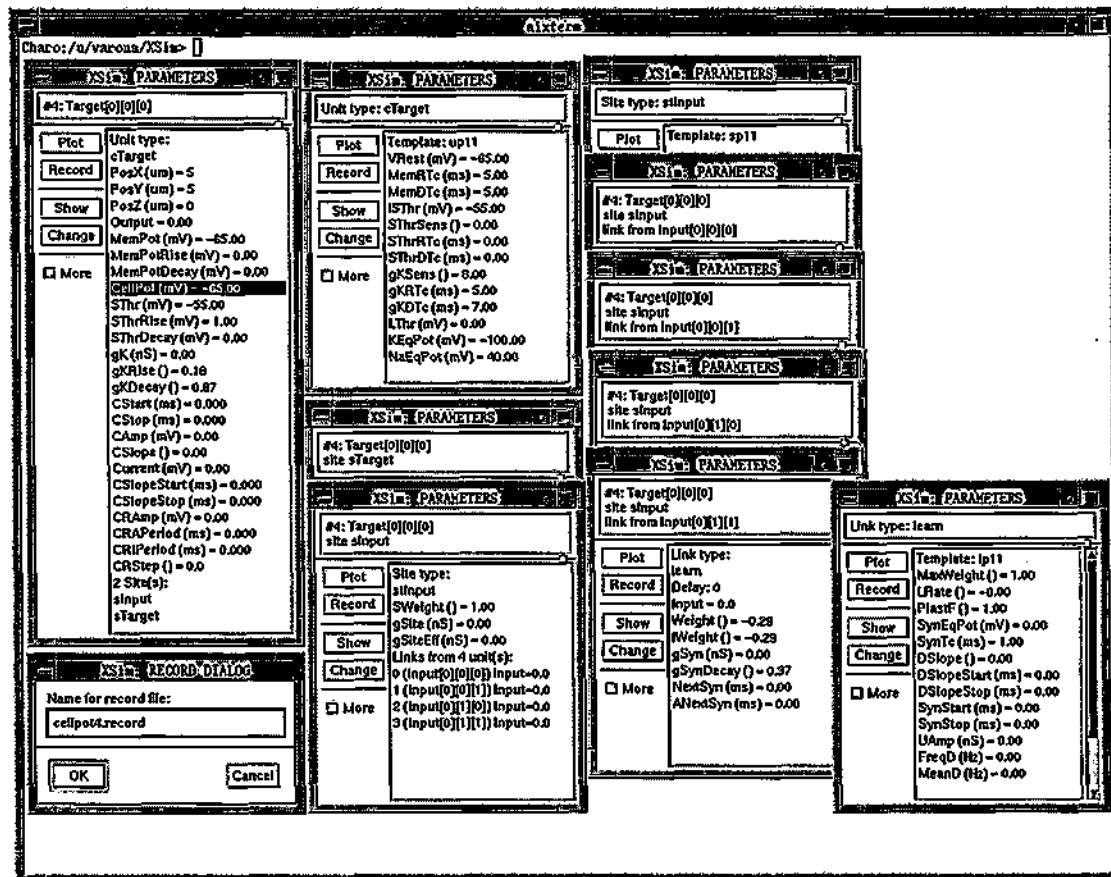 aixterm
Charo:/u/varona/XSim>
XSim: PARAMETERS
#4: Target[0][0][0]
Plot
Record
Show
Change
More
Unit type:
cTarget
PosX (um) = 5
PosY (um) = 5
PosZ (um) = 0
Output = 0.00
MemPot (mV) = -65.00
MemPotRise (mV) = 0.00
MemPotDecay (mV) = 0.00
CellPot (mV) = -65.00
SThr (mV) = -55.00
SThrRise (mV) = 1.00
SThrDecay (mV) = 0.00
gK (nS) = 0.00
gKRise () = 0.18
gKDecay () = 0.87
CStart (ms) = 0.000
CStop (ms) = 0.000
CAmp (mV) = 0.00
CSlope () = 0.00
Current (mV) = 0.00
CSlopeStart (ms) = 0.000
CSlopeStop (ms) = 0.000
CRAmp (mV) = 0.00
CRAPeriod (ms) = 0.000
CRIPeriod (ms) = 0.000
CRStep () = 0.0
2 Site(s):
sInput
sTarget
XSim: RECORD DIALOG
Name for record file:
cellpot4.record
OK
Cancel
XSim: PARAMETERS
Unit type: cTarget
Plot
Record
Show
Change
More
Template: up11
VRest (mV) = -65.00
MemRTc (ms) = 5.00
MemDTc (ms) = 5.00
ISThr (mV) = -55.00
SThrSens () = 0.00
SThrRTc (ms) = 0.00
SThrDTc (ms) = 0.00
gKSens () = 8.00
gKRTc (ms) = 5.00
gKDTc (ms) = 7.00
ILThr (mV) = 0.00
KEqPot (mV) = -100.00
NaEqPot (mV) = 40.00
XSim: PARAMETERS
#4: Target[0][0][0]
site sTarget
XSim: PARAMETERS
#4: Target[0][0][0]
site sInput
Plot
Record
Show
Change
More
Site type:
stInput
SWeight () = 1.00
gSite (nS) = 0.00
gSiteEff (nS) = 0.00
Links from 4 unit(s):
0 (Input[0][0][0]) Input=0.0
1 (Input[0][0][1]) Input=0.0
2 (Input[0][1][0]) Input=0.0
3 (Input[0][1][1]) Input=0.0
XSim: PARAMETERS
Site type: stInput
Plot
Template: sp11
XSim: PARAMETERS
#4: Target[0][0][0]
site sInput
link from Input[0][0][0]
XSim: PARAMETERS
#4: Target[0][0][0]
site sInput
link from Input[0][0][1]
XSim: PARAMETERS
#4: Target[0][0][0]
site sInput
link from Input[0][1][0]
XSim: PARAMETERS
#4: Target[0][0][0]
site sInput
link from Input[0][1][1]
Plot
Record
Show
Change
More
Link type:
learn
Delay: 0
Input = 0.0
Weight () = -0.29
IWeight () = -0.29
gSyn (nS) = 0.00
gSynDecay () = 0.37
NextSyn (ms) = 0.00
ANextSyn (ms) = 0.00
XSim: PARAMETERS
Link type: learn
Plot
Record
Show
Change
More
Template: lp11
MaxWeight () = 1.00
LRate () = -0.00
PlastF () = 1.00
SynEqPot (mV) = 0.00
SynTc (ms) = 1.00
DSlope () = 0.00
DSlopeStart (ms) = 0.00
DSlopeStop (ms) = 0.00
SynStart (ms) = 0.00
SynStop (ms) = 0.00
UAmp (nS) = 0.00
FreqD (Hz) = 0.00
MeanD (Hz) = 0.00